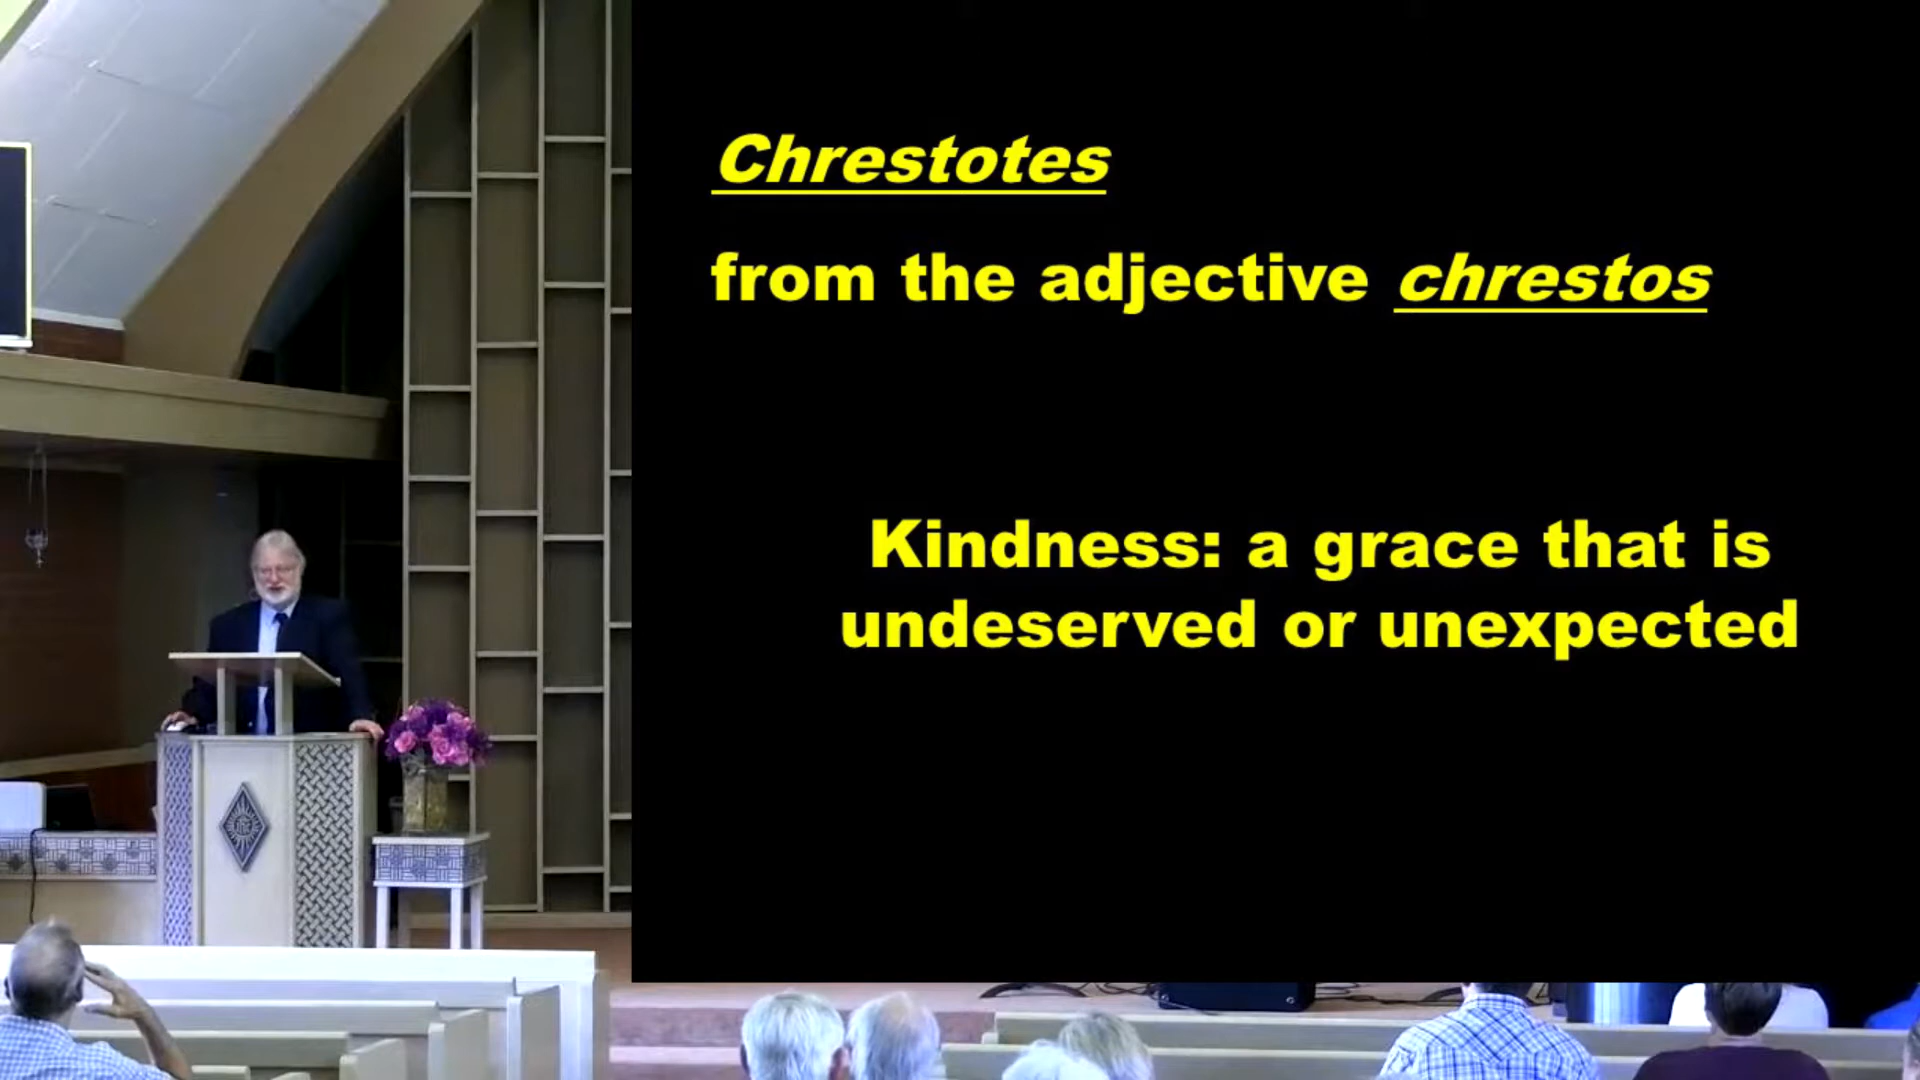 Chrestotes
from the adjective chrestos
Kindness: a grace that is
undeserved or unexpected